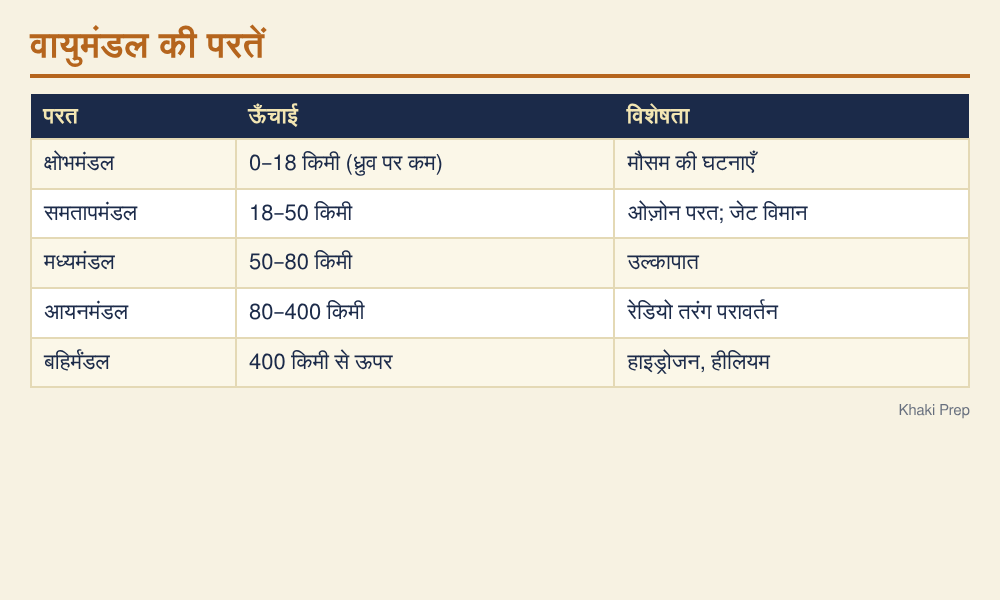 वायुमंडल की परतें
परत ऊँचाई विशेषता
क्षोभमंडल 0–18 किमी (ध्रुव पर कम) मौसम की घटनाएँ
समतापमंडल 18–50 किमी ओज़ोन परत; जेट विमान
मध्यमंडल 50–80 किमी उल्कापात
आयनमंडल 80–400 किमी रेडियो तरंग परावर्तन
बहिर्मंडल 400 किमी से ऊपर हाइड्रोजन, हीलियम
Khaki Prep